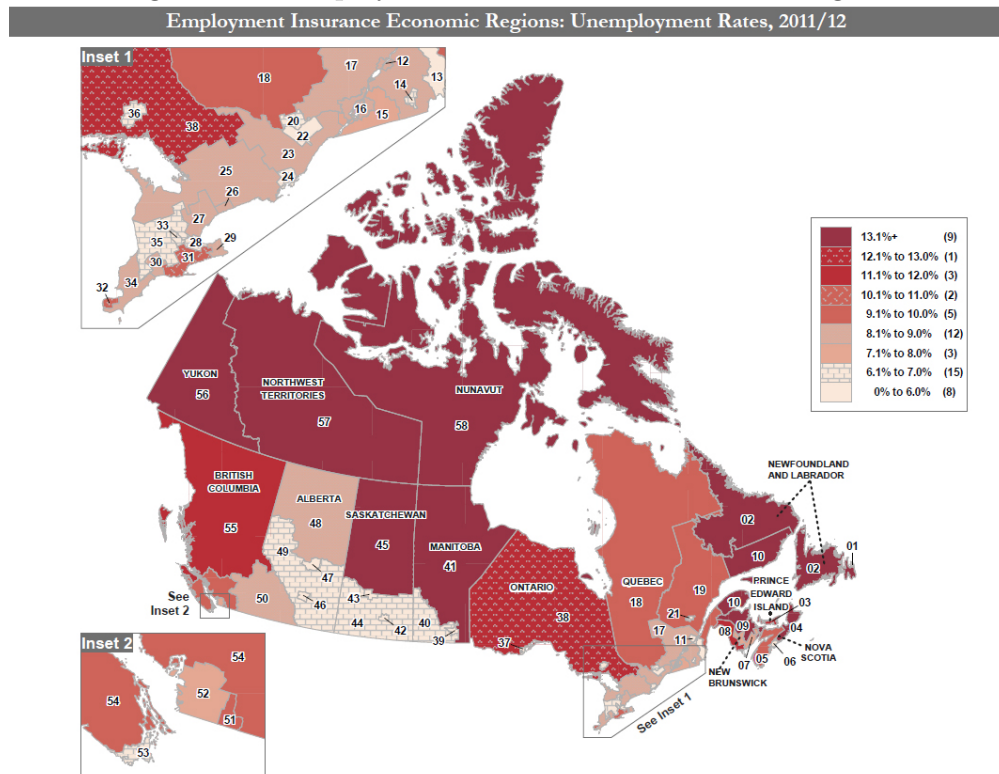 Employment Insurance Economic Regions: Unemployment Rates, 2011/12
Inset 1
18
17
12
14
13
16
15
36
38
20
22
23
24
25
26
27
33
28
29
35
31
30
34
32
13.1%+ (9)
12.1% to 13.0% (1)
11.1% to 12.0% (3)
10.1% to 11.0% (2)
9.1% to 10.0% (5)
8.1% to 9.0% (12)
7.1% to 8.0% (3)
6.1% to 7.0% (15)
0% to 6.0% (8)
YUKON
56
NORTHWEST
TERRITORIES
57
NUNAVUT
58
BRITISH
COLUMBIA
55
ALBERTA
48
SASKATCHEWAN
45
MANITOBA
41
49
47
46
50
43
44
42
40
39
ONTARIO
38
37
QUEBEC
18
19
21
17
11
NEWFOUNDLAND
AND LABRADOR
02
02
01
10
10
PRINCE
EDWARD
ISLAND
03
04
09
08
07
05
06
NOVA
SCOTIA
NEW
BRUNSWICK
See
Inset 2
See Inset 1
Inset 2
54
54
52
51
53